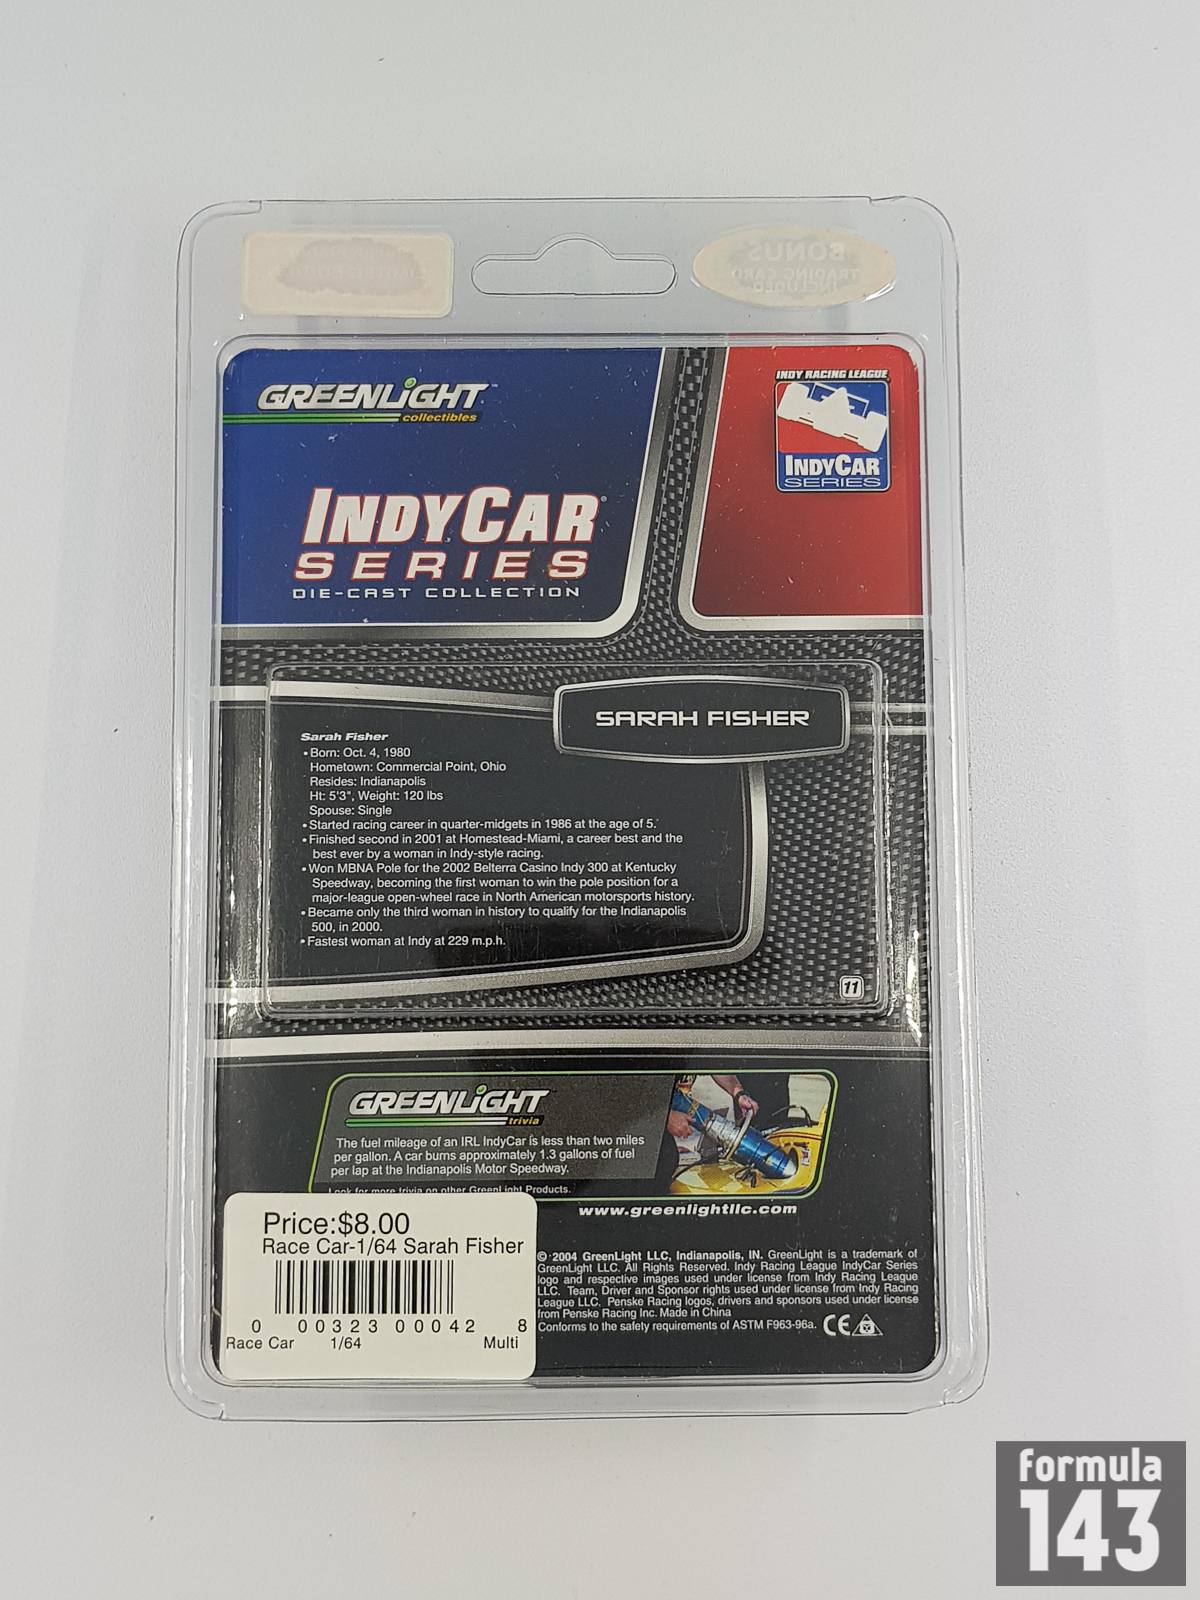 BONUS
TRADING CARD
INCLUDED
GREENLIGHT
collectibles
INDY RACING LEAGUE
INDYCAR
SERIES
INDYCAR®
SERIES
DIE-CAST COLLECTION
SARAH FISHER
Sarah Fisher
• Born: Oct. 4, 1980
Hometown: Commercial Point, Ohio
Resides: Indianapolis
Ht: 5'3", Weight: 120 lbs
Spouse: Single
• Started racing career in quarter-midgets in 1986 at the age of 5.
• Finished second in 2001 at Homestead-Miami, a career best and the
best ever by a woman in Indy-style racing.
• Won MBNA Pole for the 2002 Belterra Casino Indy 300 at Kentucky
Speedway, becoming the first woman to win the pole position for a
major-league open-wheel race in North American motorsports history.
• Became only the third woman in history to qualify for the Indianapolis
500, in 2000.
• Fastest woman at Indy at 229 m.p.h.
11
GREENLIGHT
trivia
The fuel mileage of an IRL IndyCar is less than two miles
per gallon. A car burns approximately 1.3 gallons of fuel
per lap at the Indianapolis Motor Speedway.
Look for more trivia on other GreenLight Products.
www.greenlightllc.com
Price:$8.00
Race Car-1/64 Sarah Fisher
0 00323 00042 8
Race Car 1/64 Multi
© 2004 GreenLight LLC, Indianapolis, IN. GreenLight is a trademark of
GreenLight LLC. All Rights Reserved. Indy Racing League IndyCar Series
logo and respective images used under license from Indy Racing League
LLC. Team, Driver and Sponsor rights used under license from Indy Racing
League LLC. Penske Racing logos, drivers and sponsors used under license
from Penske Racing Inc. Made in China
Conforms to the safety requirements of ASTM F963-96a. CE
formula
143